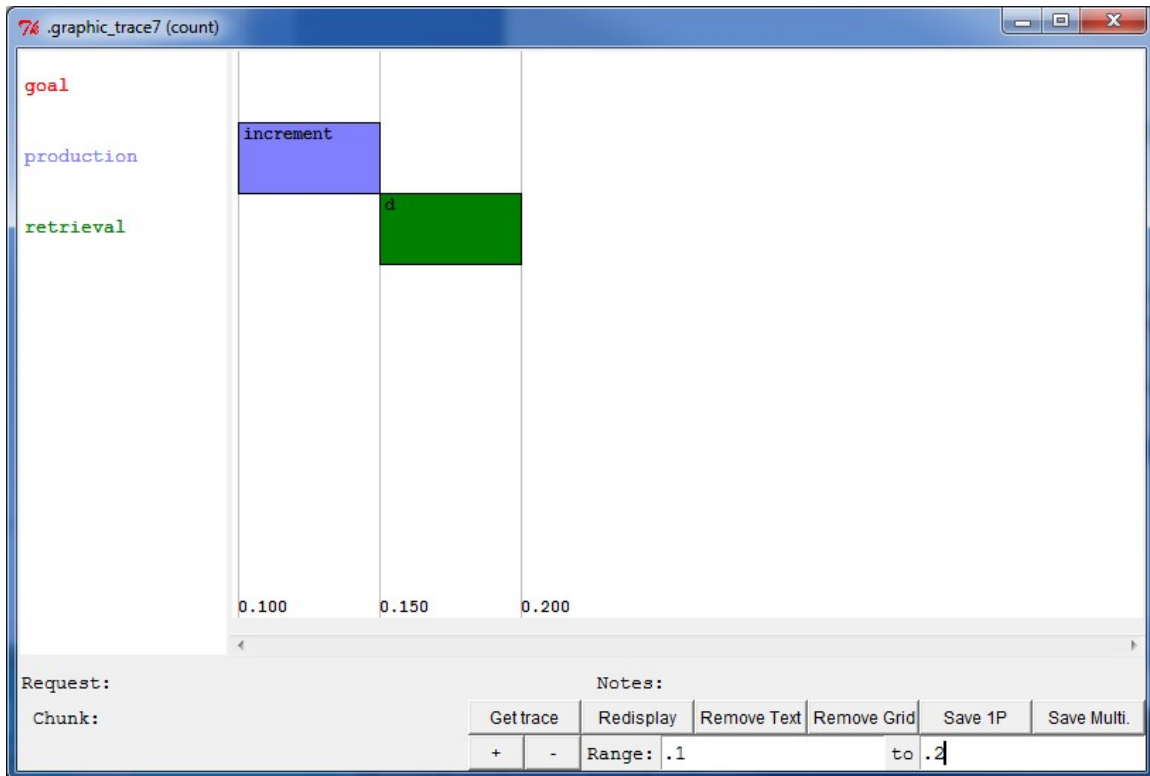 .graphic_trace7 (count)
goal
increment
production
d
retrieval
0.100 0.150 0.200
Request: Notes:
Chunk: Get trace Redisplay Remove Text Remove Grid Save 1P Save Multi.
+ - Range: .1 to .2